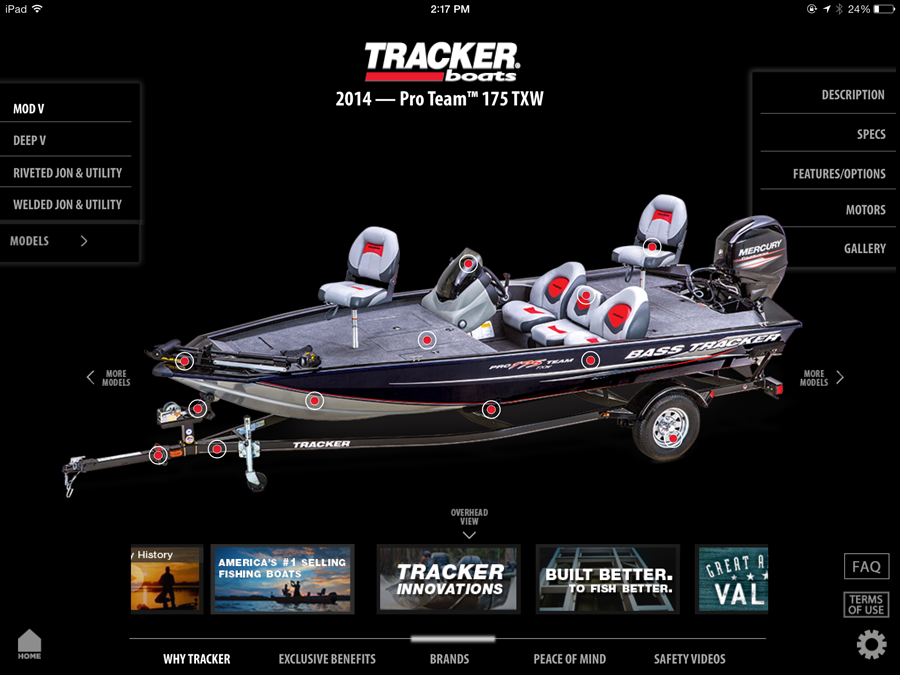 iPad
2:17 PM
24%
TRACKER.
boats
2014 — Pro Team™ 175 TXW
MOD V
DEEP V
RIVETED JON & UTILITY
WELDED JON & UTILITY
MODELS
DESCRIPTION
SPECS
FEATURES/OPTIONS
MOTORS
GALLERY
MERCURY
BASS TRACKER
PRO 175 TEAM
TXW
TRACKER
MORE
MODELS
MORE
MODELS
OVERHEAD
VIEW
y History
AMERICA'S #1 SELLING
FISHING BOATS
TRACKER
INNOVATIONS
BUILT BETTER.
TO FISH BETTER.
GREAT A
VAL
FAQ
TERMS
OF USE
HOME
WHY TRACKER
EXCLUSIVE BENEFITS
BRANDS
PEACE OF MIND
SAFETY VIDEOS